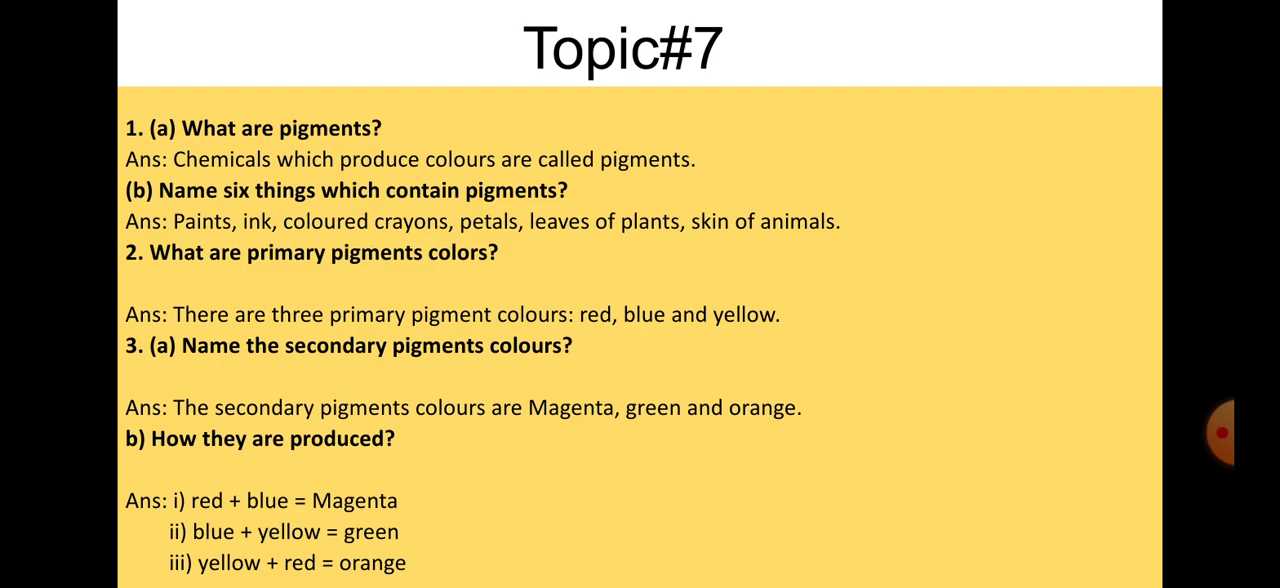 Topic#7
1. (a) What are pigments?
Ans: Chemicals which produce colours are called pigments.
(b) Name six things which contain pigments?
Ans: Paints, ink, coloured crayons, petals, leaves of plants, skin of animals.
2. What are primary pigments colors?
Ans: There are three primary pigment colours: red, blue and yellow.
3. (a) Name the secondary pigments colours?
Ans: The secondary pigments colours are Magenta, green and orange.
b) How they are produced?
Ans: i) red + blue = Magenta
ii) blue + yellow = green
iii) yellow + red = orange